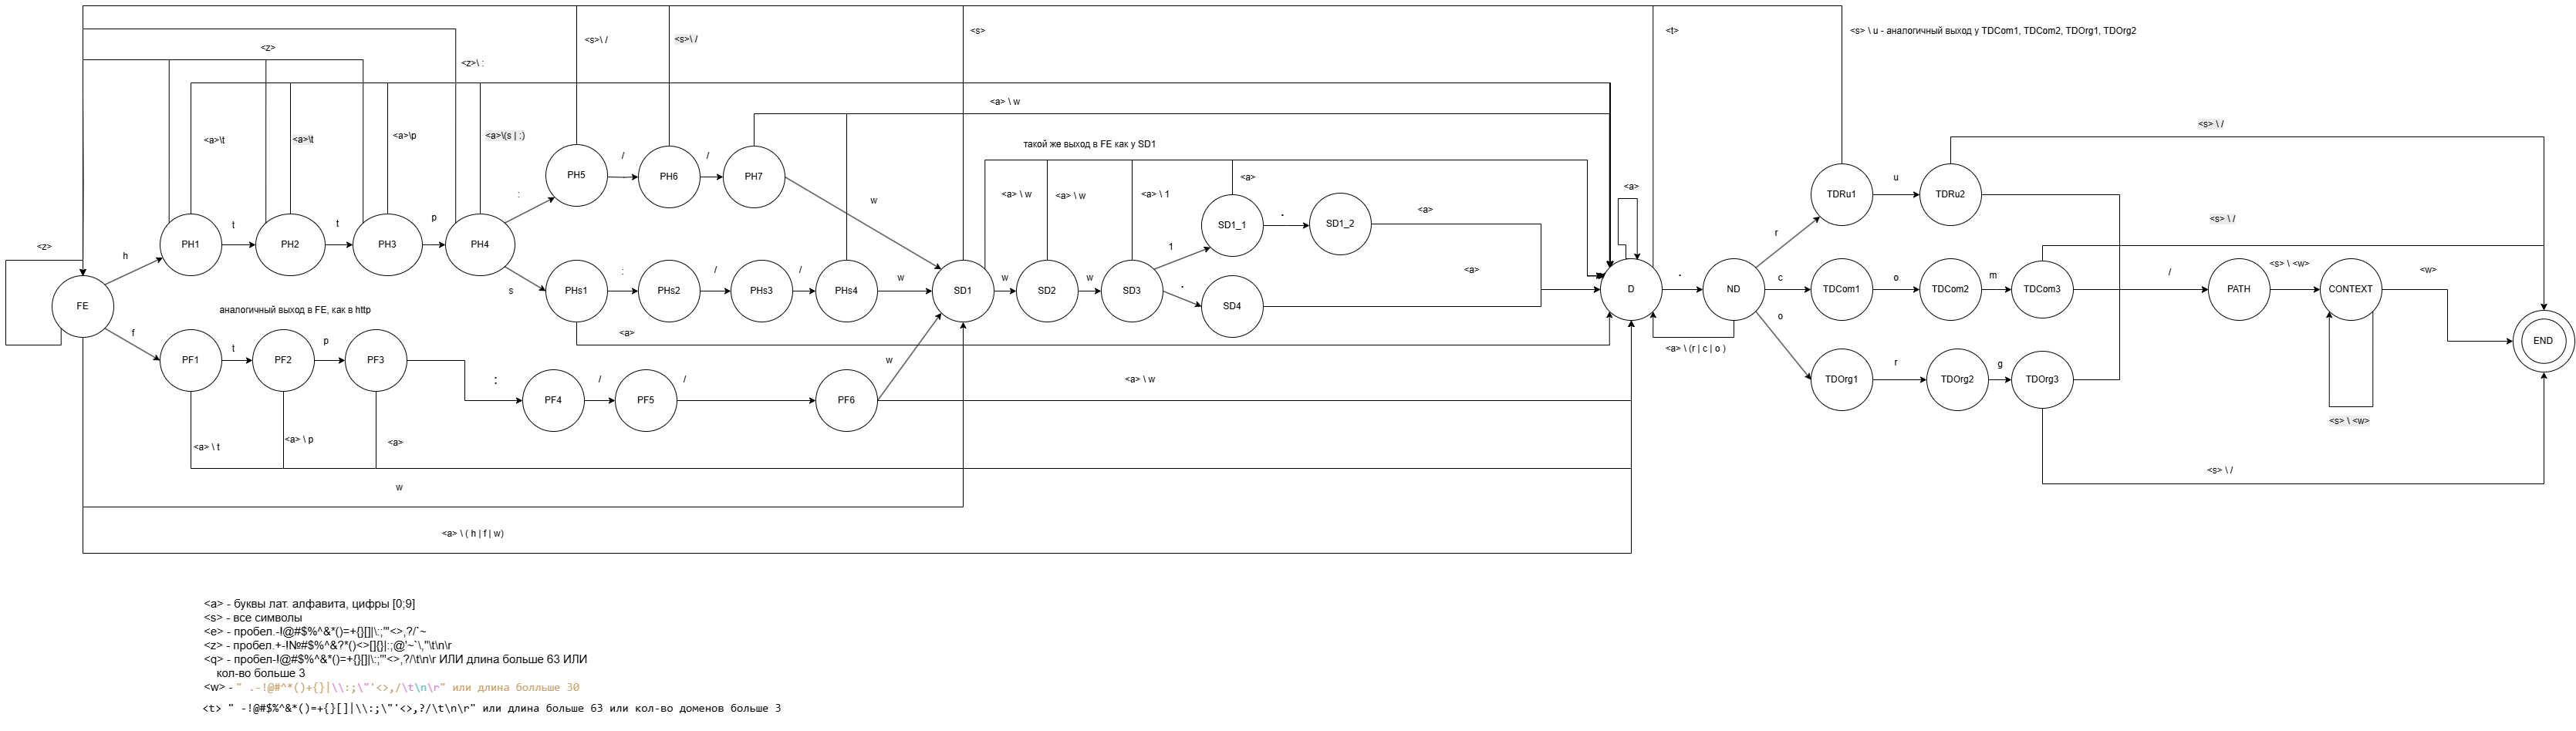 <s>
<s> \ u - аналогичный выход у TDCom1, TDCom2, TDOrg1, TDOrg2
<t>
<s>\ /
<s>\ /
<z>
<z>\ :
<a> \ w
<s> \ /
<a>\t
<a>\t
<a>\p
<a>\(s | :)
такой же выход в FE как у SD1
/
/
:
PH5
PH6
PH7
<a> \ w
<a> \ w
<a> \ 1
<a>
<a>
TDRu1
u
TDRu2
w
<a>
<s> \ /
h
t
t
p
PH1
PH2
PH3
PH4
SD1_1
.
SD1_2
r
<z>
1
s
:
/
/
w
w
w
<a>
.
c
o
m
/
<s> \ <w>
<w>
FE
PHs1
PHs2
PHs3
PHs4
SD1
SD2
SD3
.
SD4
D
ND
TDCom1
TDCom2
TDCom3
PATH
CONTEXT
END
аналогичный выход в FE, как в http
<a>
o
f
t
p
w
<a> \ (r | c | o )
PF1
PF2
PF3
:
/
/
<a> \ w
r
g
PF4
PF5
PF6
TDOrg1
TDOrg2
TDOrg3
<s> \ <w>
<a> \ t
<a> \ p
<a>
<s> \ /
w
<a> \ ( h | f | w)
<a> - буквы лат. алфавита, цифры [0;9]
<s> - все символы
<e> - пробел.-!@#$%^&*()=+{}[]|\:;'"<>,?/`~
<z> - пробел.+-!№#$%^&?*()<>[]{}|:;@'~`\,"\t\n\r
<q> - пробел-!@#$%^&*()=+{}[]|\:;'"<>,?/\t\n\r ИЛИ длина больше 63 ИЛИ
кол-во больше 3
<w> - " .-!@#^*()+{}|\\:;\"'<>,/\t\n\r" или длина болльше 30
<t> " -!@#$%^&*()=+{}[]|\\:;\"'<>,?/\t\n\r" или длина больше 63 или кол-во доменов больше 3